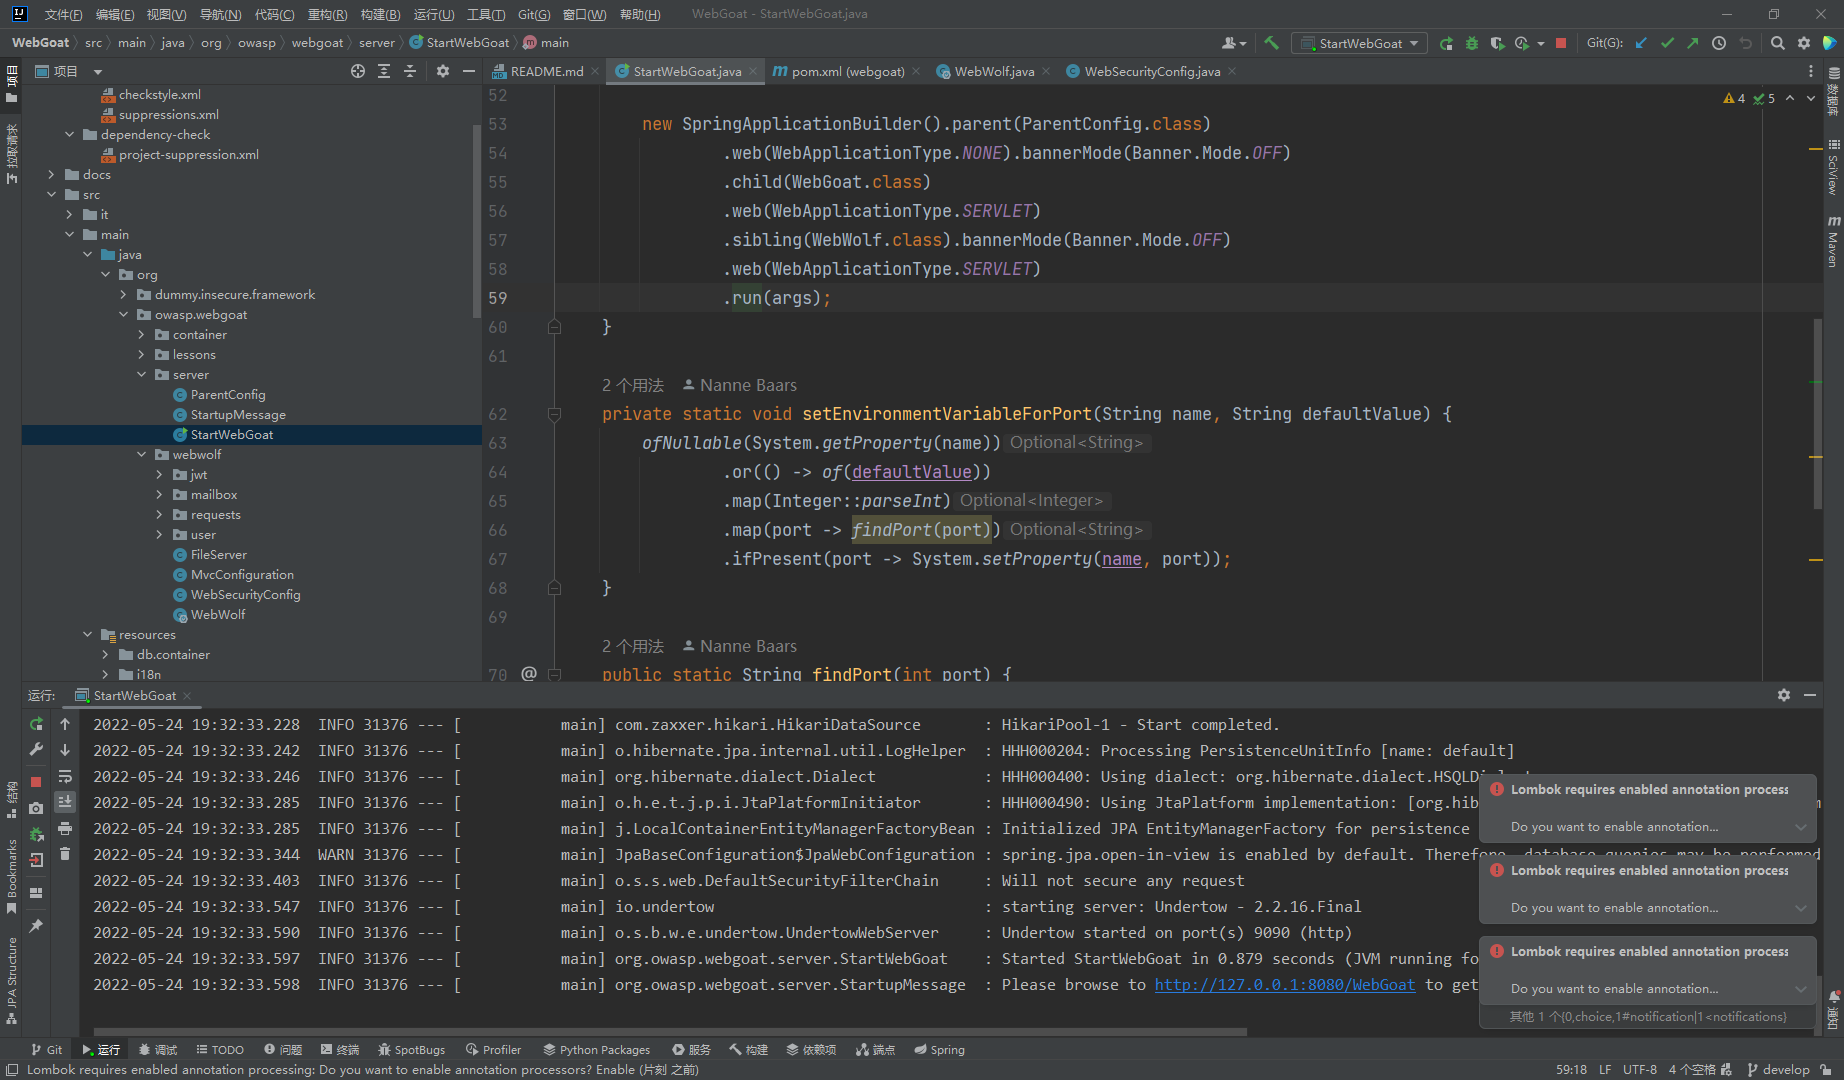 文件(F) 编辑(E) 视图(V) 导航(N) 代码(C) 重构(R) 构建(B) 运行(U) 工具(T) Git(G) 窗口(W) 帮助(H) WebGoat - StartWebGoat.java
WebGoat src main java org owasp webgoat server StartWebGoat main StartWebGoat Git(G):
项目
README.md StartWebGoat.java pom.xml (webgoat) WebWolf.java WebSecurityConfig.java
项目
拉取请求
结构
Bookmarks
JPA Structure
checkstyle.xml
suppressions.xml
dependency-check
project-suppression.xml
docs
src
it
main
java
org
dummy.insecure.framework
owasp.webgoat
container
lessons
server
ParentConfig
StartupMessage
StartWebGoat
webwolf
jwt
mailbox
requests
user
FileServer
MvcConfiguration
WebSecurityConfig
WebWolf
resources
db.container
i18n
4 5
52
53 new SpringApplicationBuilder().parent(ParentConfig.class)
54 .web(WebApplicationType.NONE).bannerMode(Banner.Mode.OFF)
55 .child(WebGoat.class)
56 .web(WebApplicationType.SERVLET)
57 .sibling(WebWolf.class).bannerMode(Banner.Mode.OFF)
58 .web(WebApplicationType.SERVLET)
59 .run(args);
60 }
61
2 个用法 Nanne Baars
62 private static void setEnvironmentVariableForPort(String name, String defaultValue) {
63 ofNullable(System.getProperty(name)) Optional<String>
64 .or(() -> of(defaultValue))
65 .map(Integer::parseInt) Optional<Integer>
66 .map(port -> findPort(port)) Optional<String>
67 .ifPresent(port -> System.setProperty(name, port));
68 }
69
2 个用法 Nanne Baars
70 @ public static String findPort(int port) {
数据库
SciView
Maven
通知
运行: StartWebGoat
2022-05-24 19:32:33.228 INFO 31376 --- [ main] com.zaxxer.hikari.HikariDataSource : HikariPool-1 - Start completed.
2022-05-24 19:32:33.242 INFO 31376 --- [ main] o.hibernate.jpa.internal.util.LogHelper : HHH000204: Processing PersistenceUnitInfo [name: default]
2022-05-24 19:32:33.246 INFO 31376 --- [ main] org.hibernate.dialect.Dialect : HHH000400: Using dialect: org.hibernate.dialect.HSQLDialect
2022-05-24 19:32:33.285 INFO 31376 --- [ main] o.h.e.t.j.p.i.JtaPlatformInitiator : HHH000490: Using JtaPlatform implementation: [org.hib
2022-05-24 19:32:33.285 INFO 31376 --- [ main] j.LocalContainerEntityManagerFactoryBean : Initialized JPA EntityManagerFactory for persistence
2022-05-24 19:32:33.344 WARN 31376 --- [ main] JpaBaseConfiguration$JpaWebConfiguration : spring.jpa.open-in-view is enabled by default. Therefore, database queries may be performed
2022-05-24 19:32:33.403 INFO 31376 --- [ main] o.s.s.web.DefaultSecurityFilterChain : Will not secure any request
2022-05-24 19:32:33.547 INFO 31376 --- [ main] io.undertow : starting server: Undertow - 2.2.16.Final
2022-05-24 19:32:33.590 INFO 31376 --- [ main] o.s.b.w.e.undertow.UndertowWebServer : Undertow started on port(s) 9090 (http)
2022-05-24 19:32:33.597 INFO 31376 --- [ main] org.owasp.webgoat.server.StartWebGoat : Started StartWebGoat in 0.879 seconds (JVM running fo
2022-05-24 19:32:33.598 INFO 31376 --- [ main] org.owasp.webgoat.server.StartupMessage : Please browse to http://127.0.0.1:8080/WebGoat to get
Lombok requires enabled annotation process
Do you want to enable annotation...
Lombok requires enabled annotation process
Do you want to enable annotation...
Lombok requires enabled annotation process
Do you want to enable annotation...
其他 1 个{0,choice,1#notification|1<notifications}
Git 运行 调试 TODO 问题 终端 SpotBugs Profiler Python Packages 服务 构建 依赖项 端点 Spring
Lombok requires enabled annotation processing: Do you want to enable annotation processors? Enable (片刻 之前) 59:18 LF UTF-8 4 个空格 develop